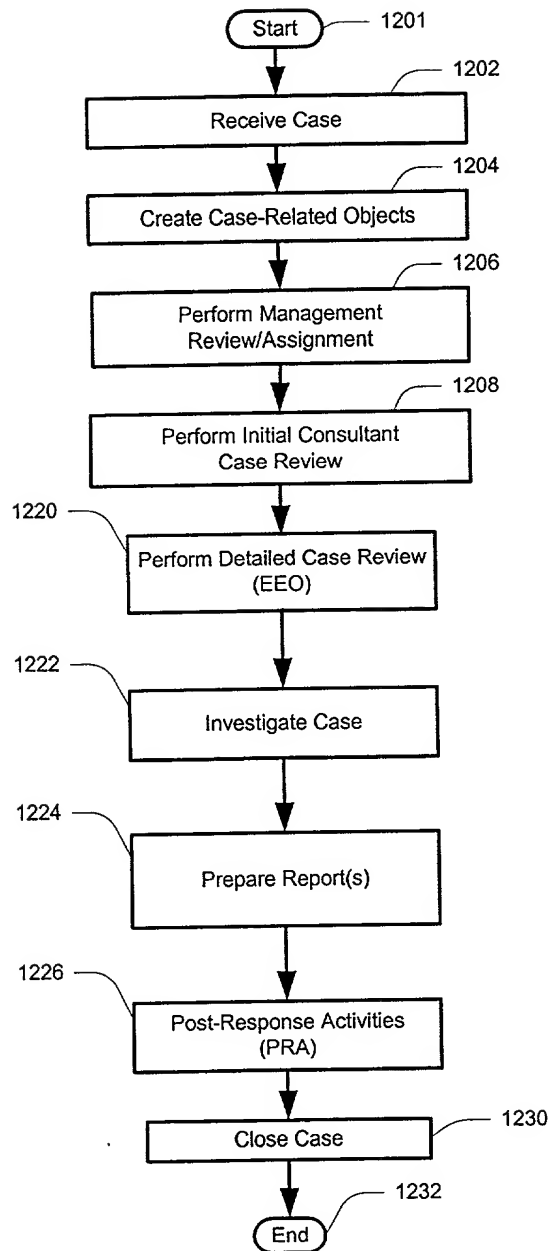 Start
1201
1202
Receive Case
1204
Create Case-Related Objects
1206
Perform Management
Review/Assignment
1208
Perform Initial Consultant
Case Review
1220
Perform Detailed Case Review
(EEO)
1222
Investigate Case
1224
Prepare Report(s)
1226
Post-Response Activities
(PRA)
1230
Close Case
1232
End